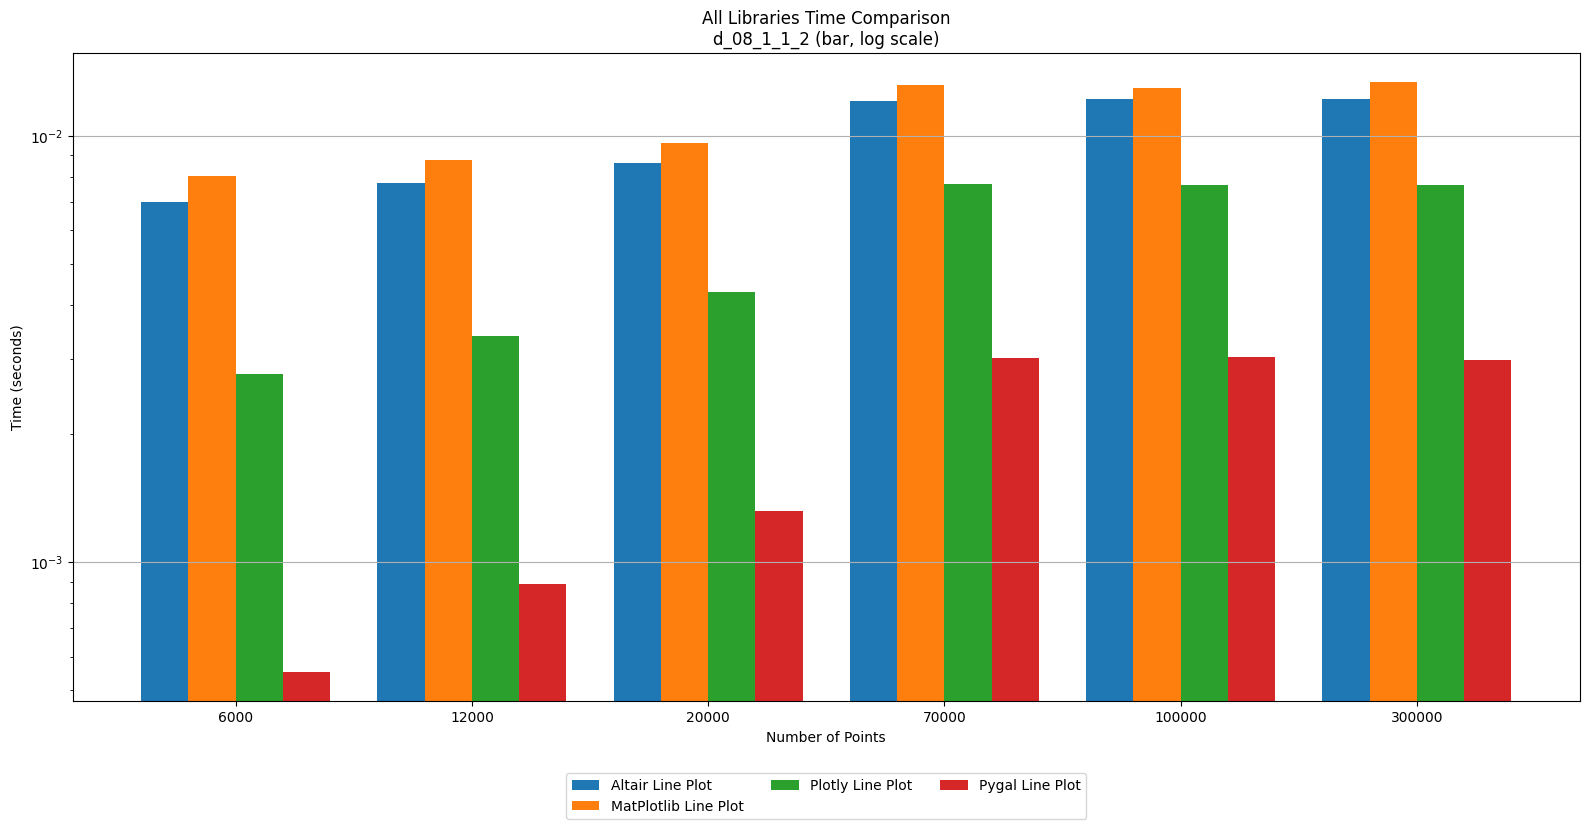 All Libraries Time Comparison
d_08_1_1_2 (bar, log scale)
Time (seconds)
10⁻²
10⁻³
6000 12000 20000 70000 100000 300000
Number of Points
Altair Line Plot Plotly Line Plot Pygal Line Plot
MatPlotlib Line Plot